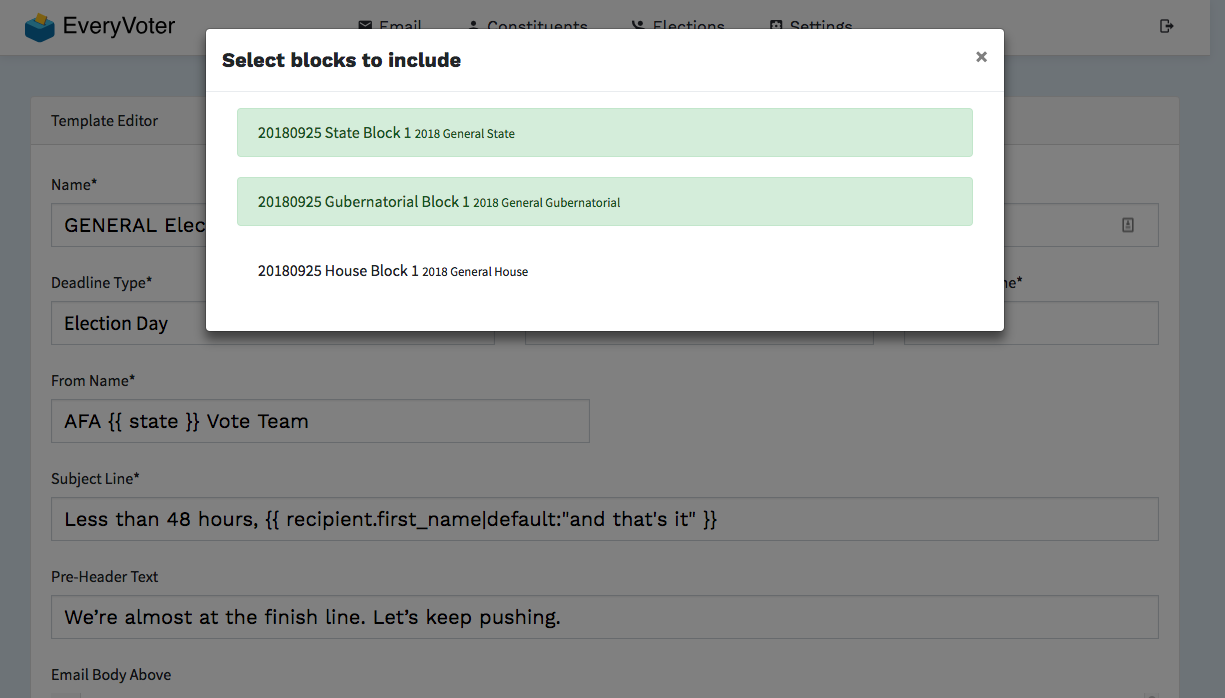 EveryVoter
Email
Constituents
Elections
Settings
Select blocks to include
×
20180925 State Block 1 2018 General State
20180925 Gubernatorial Block 1 2018 General Gubernatorial
20180925 House Block 1 2018 General House
Template Editor
Name*
GENERAL Elec
Deadline Type*
Election Day
From Name*
AFA {{ state }} Vote Team
Subject Line*
Less than 48 hours, {{ recipient.first_name|default:"and that's it" }}
Pre-Header Text
We’re almost at the finish line. Let’s keep pushing.
Email Body Above